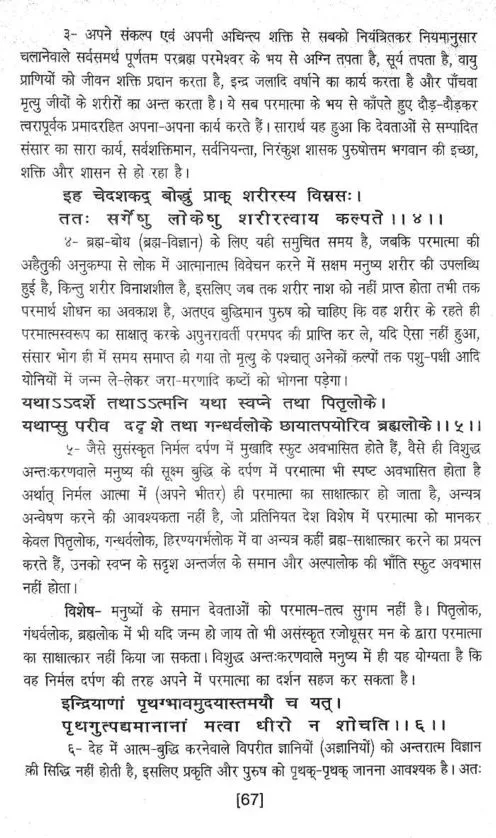 ३- अपने संकल्प एवं अपनी अचिन्त्य शक्ति से सबको नियंत्रितकर नियमानुसार
चलानेवाले सर्वसमर्थ पूर्णतम परब्रह्म परमेश्वर के भय से अग्नि तपता है, सूर्य तपता है, वायु
प्राणियों को जीवन शक्ति प्रदान करता है, इन्द्र जलादि वर्षाने का कार्य करता है और पाँचवा
मृत्यु जीवों के शरीरों का अन्त करता है। ये सब परमात्मा के भय से काँपते हुए दौड़-दौड़कर
त्वरापूर्वक प्रमादरहित अपना-अपना कार्य करते हैं। सारार्थ यह हुआ कि देवताओं से सम्पादित
संसार का सारा कार्य, सर्वशक्तिमान, सर्वनियन्ता, निरंकुश शासक पुरुषोत्तम भगवान की इच्छा,
शक्ति और शासन से हो रहा है।
इह चेदशकद् बोद्धुं प्राक् शरीरस्य विस्रसः।
ततः सर्गेषु लोकेषु शरीरत्वाय कल्पते।।४।।
४- ब्रह्म-बोध (ब्रह्म-विज्ञान) के लिए यही समुचित समय है, जबकि परमात्मा की
अहैतुकी अनुकम्पा से लोक में आत्मानात्म विवेचन करने में सक्षम मनुष्य शरीर की उपलब्धि
हुई है, किन्तु शरीर विनाशशील है, इसलिए जब तक शरीर नाश को नहीं प्राप्त होता तभी तक
परमार्थ शोधन का अवकाश है, अतएव बुद्धिमान पुरुष को चाहिए कि वह शरीर के रहते ही
परमात्मस्वरूप का साक्षात् करके अपुनरावर्ती परमपद की प्राप्ति कर ले, यदि ऐसा नहीं हुआ,
संसार भोग ही में समय समाप्त हो गया तो मृत्यु के पश्चात् अनेकों कल्पों तक पशु-पक्षी आदि
योनियों में जन्म ले-लेकर जरा-मरणादि कष्टों को भोगना पड़ेगा।
यथाऽऽदर्शे तथाऽऽत्मनि यथा स्वप्ने तथा पितृलोके।
यथाप्सु परीव ददृशे तथा गन्धर्वलोके छायातपयोरिव ब्रह्मलोके।।५।।
५- जैसे सुसंस्कृत निर्मल दर्पण में मुखादि स्फुट अवभासित होते हैं, वैसे ही विशुद्ध
अन्तःकरणवाले मनुष्य की सूक्ष्म बुद्धि के दर्पण में परमात्मा भी स्पष्ट अवभासित होता है
अर्थात् निर्मल आत्मा में (अपने भीतर) ही परमात्मा का साक्षात्कार हो जाता है, अन्यत्र
अन्वेषण करने की आवश्यकता नहीं है, जो प्रतिनियत देश विशेष में परमात्मा को मानकर
केवल पितृलोक, गन्धर्वलोक, हिरण्यगर्भलोक में वा अन्यत्र कहीं ब्रह्म-साक्षात्कार करने का प्रयत्न
करते हैं, उनको स्वप्न के सदृश अन्तर्जल के समान और अल्पालोक की भाँति स्फुट अवभास
नहीं होता।
विशेष- मनुष्यों के समान देवताओं को परमात्म-तत्व सुगम नहीं है। पितृलोक,
गंधर्वलोक, ब्रह्मलोक में भी यदि जन्म हो जाय तो भी असंस्कृत रजोधूसर मन के द्वारा परमात्मा
का साक्षात्कार नहीं किया जा सकता। विशुद्ध अन्तःकरणवाले मनुष्य में ही यह योग्यता है कि
वह निर्मल दर्पण की तरह अपने में परमात्मा का दर्शन सहज कर सकता है।
इन्द्रियाणां पृथग्भावमुदयास्तमयौ च यत्।
पृथगुत्पद्यमानानां मत्वा धीरो न शोचति।।६।।
६- देह में आत्म-बुद्धि करनेवाले विपरीत ज्ञानियों (अज्ञानियों) को अन्तरात्म विज्ञान
की सिद्धि नहीं होती है, इसलिए प्रकृति और पुरुष को पृथक्-पृथक् जानना आवश्यक है। अतः
[67]